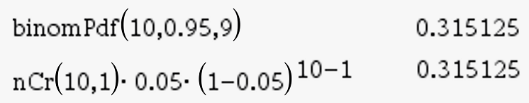 binomPdf(10,0.95,9) 0.315125
nCr(10,1)· 0.05· (1−0.05)^10−1 0.315125